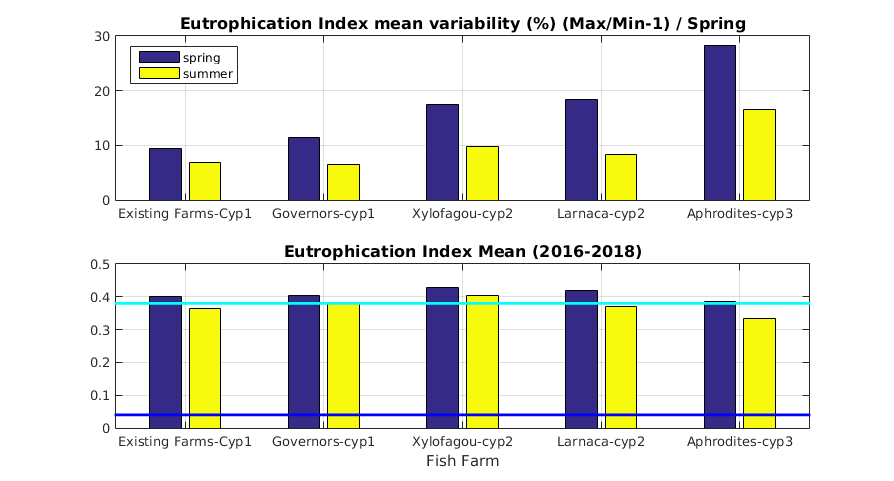 Eutrophication Index mean variability (%) (Max/Min-1) / Spring
30
20
10
0
spring
summer
Existing Farms-Cyp1 Governors-cyp1 Xylofagou-cyp2 Larnaca-cyp2 Aphrodites-cyp3
Eutrophication Index Mean (2016-2018)
0.5
0.4
0.3
0.2
0.1
0
Existing Farms-Cyp1 Governors-cyp1 Xylofagou-cyp2 Larnaca-cyp2 Aphrodites-cyp3
Fish Farm